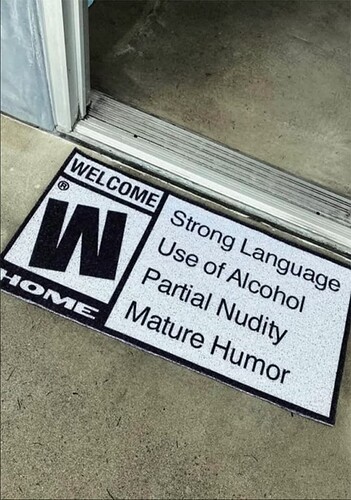 WELCOME
®
W
HOME
Strong Language
Use of Alcohol
Partial Nudity
Mature Humor